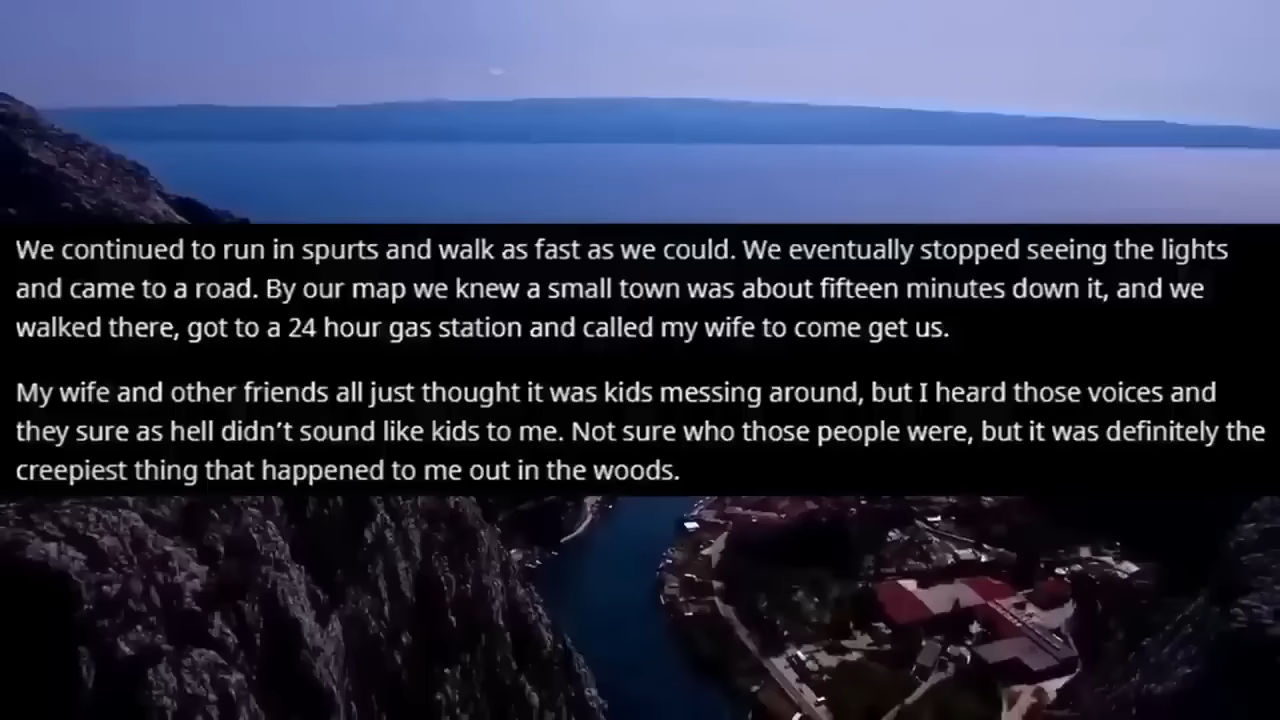 We continued to run in spurts and walk as fast as we could. We eventually stopped seeing the lights
and came to a road. By our map we knew a small town was about fifteen minutes down it, and we
walked there, got to a 24 hour gas station and called my wife to come get us.
My wife and other friends all just thought it was kids messing around, but I heard those voices and
they sure as hell didn’t sound like kids to me. Not sure who those people were, but it was definitely the
creepiest thing that happened to me out in the woods.